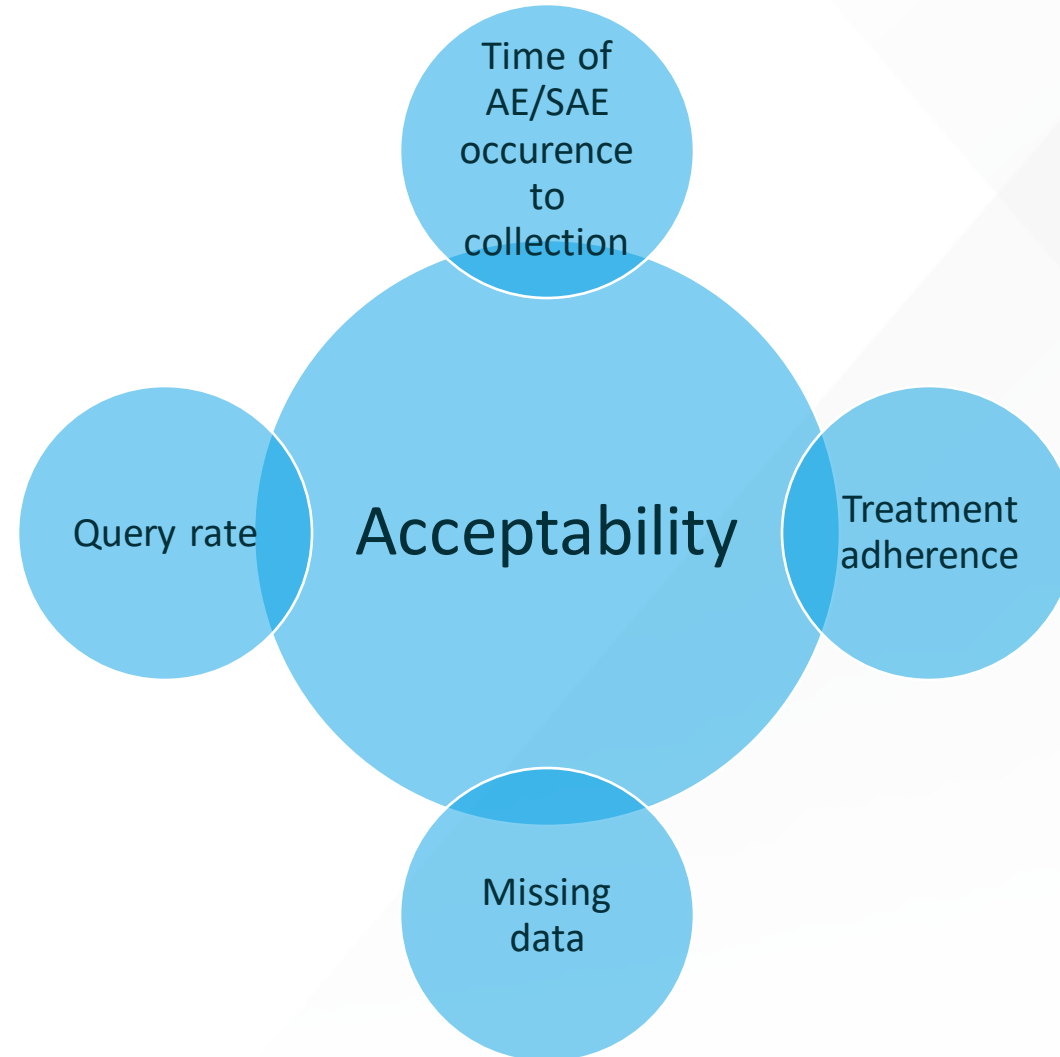 Time of
AE/SAE
occurence
to
collection
Query rate
Acceptability
Treatment
adherence
Missing
data